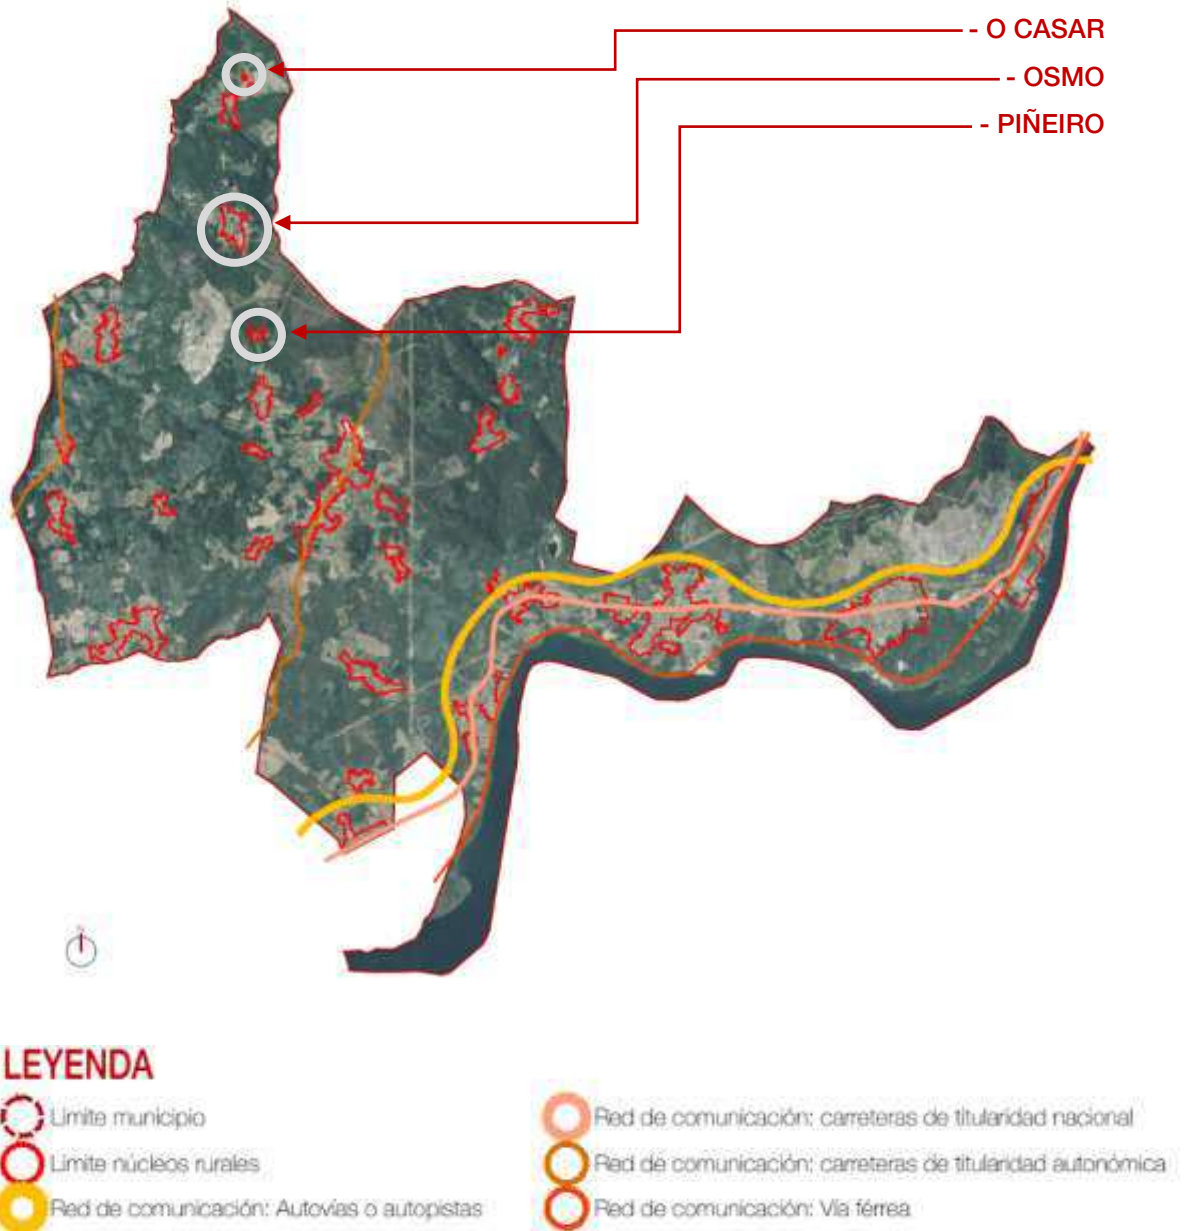 - O CASAR
- OSMO
- PIÑEIRO
LEYENDA
Límite municipio
Límite núcleos rurales
Red de comunicación: Autovías o autopistas
Red de comunicación: carreteras de titularidad nacional
Red de comunicación: carreteras de titularidad autonómica
Red de comunicación: Vía férrea